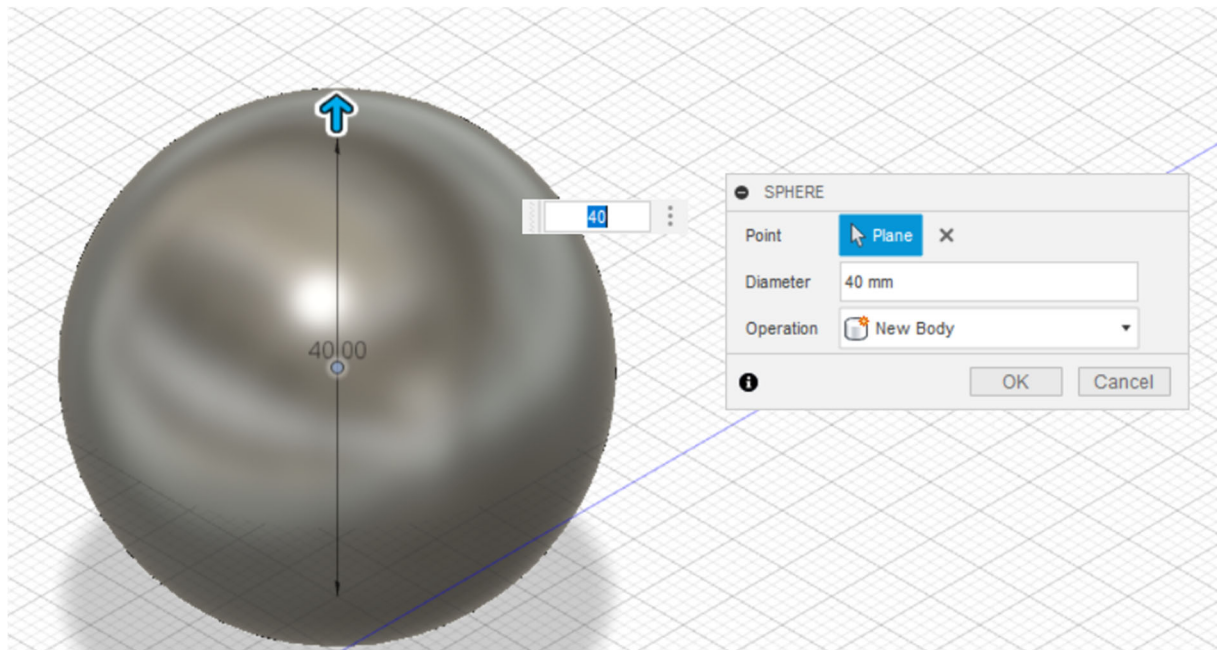 40
40.00
SPHERE
Point Plane
Diameter 40 mm
Operation New Body
OK Cancel